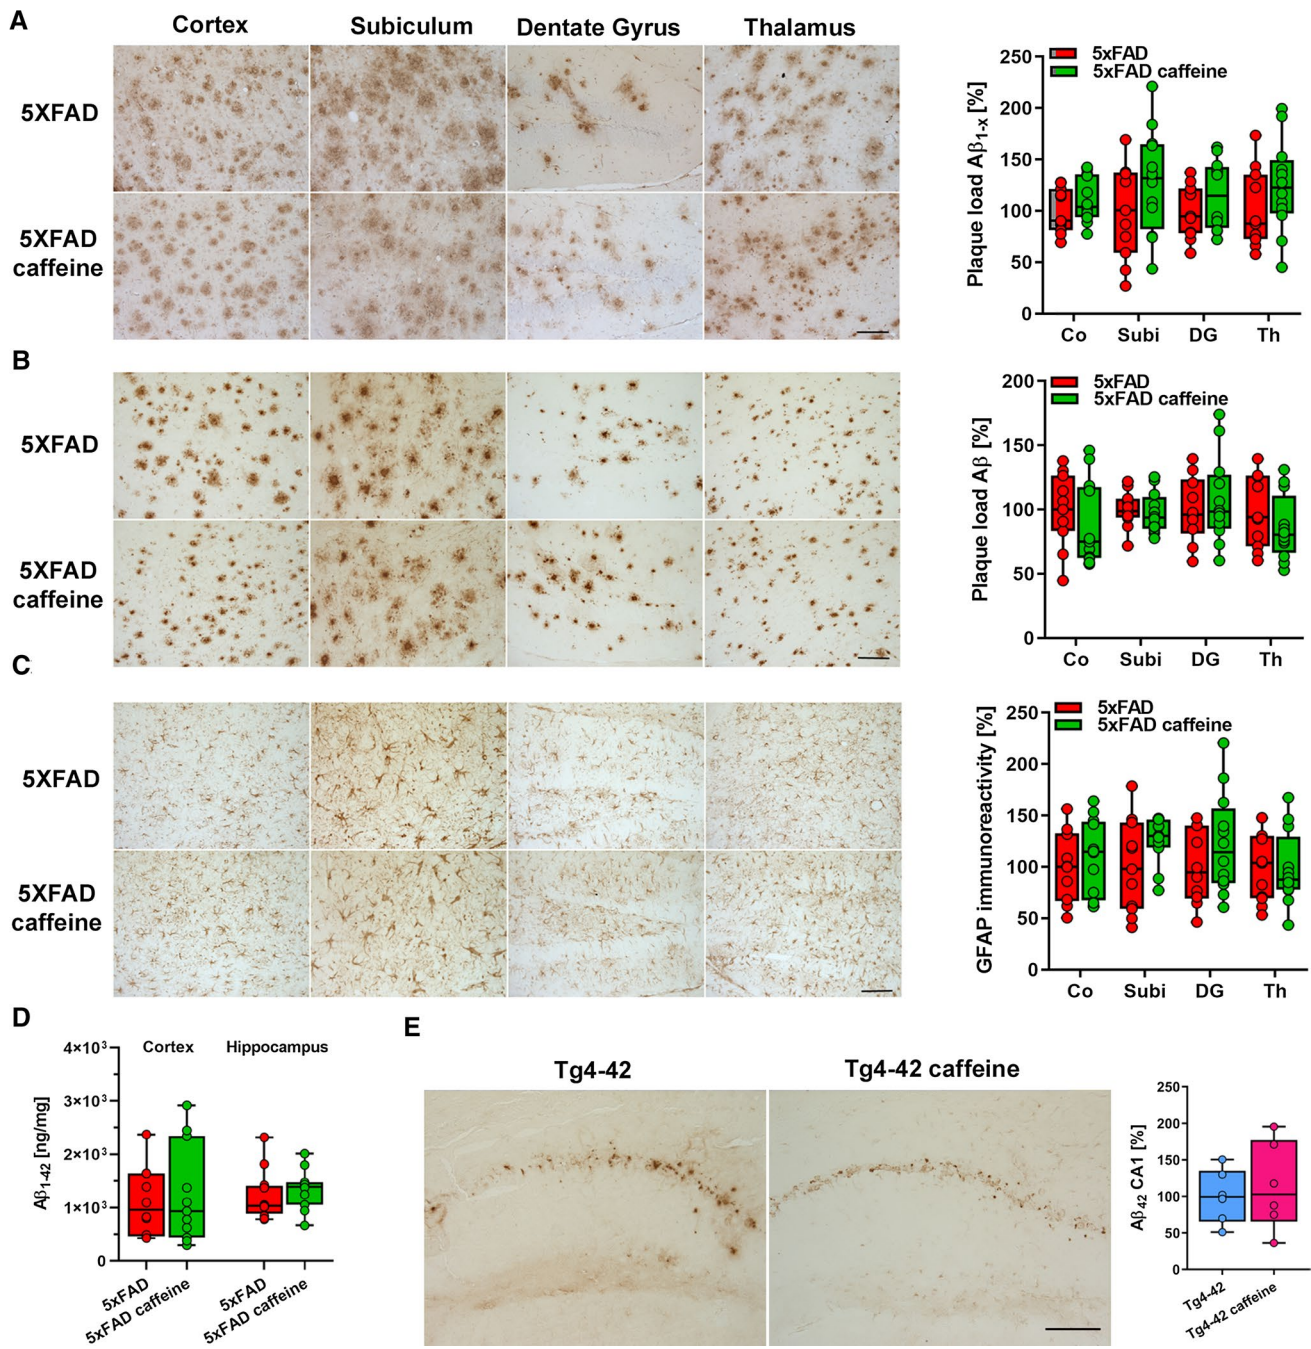 A
Cortex
Subiculum
Dentate Gyrus
Thalamus
5XFAD
5XFAD
caffeine
250
200
150
100
50
0
Plaque load Aβ1-x [%]
5xFAD
5xFAD caffeine
Co
Subi
DG
Th
B
5XFAD
5XFAD
caffeine
200
150
100
50
0
Plaque load Aβ [%]
5xFAD
5xFAD caffeine
Co
Subi
DG
Th
C
5XFAD
5XFAD
caffeine
250
200
150
100
50
0
GFAP immunoreactivity [%]
5xFAD
5xFAD caffeine
Co
Subi
DG
Th
D
4×10³
3×10³
2×10³
1×10³
0
Aβ1-42 [ng/mg]
Cortex
Hippocampus
5xFAD
5xFAD caffeine
5xFAD
5xFAD caffeine
E
Tg4-42
Tg4-42 caffeine
250
200
150
100
50
0
Aβ42 CA1 [%]
Tg4-42
Tg4-42 caffeine